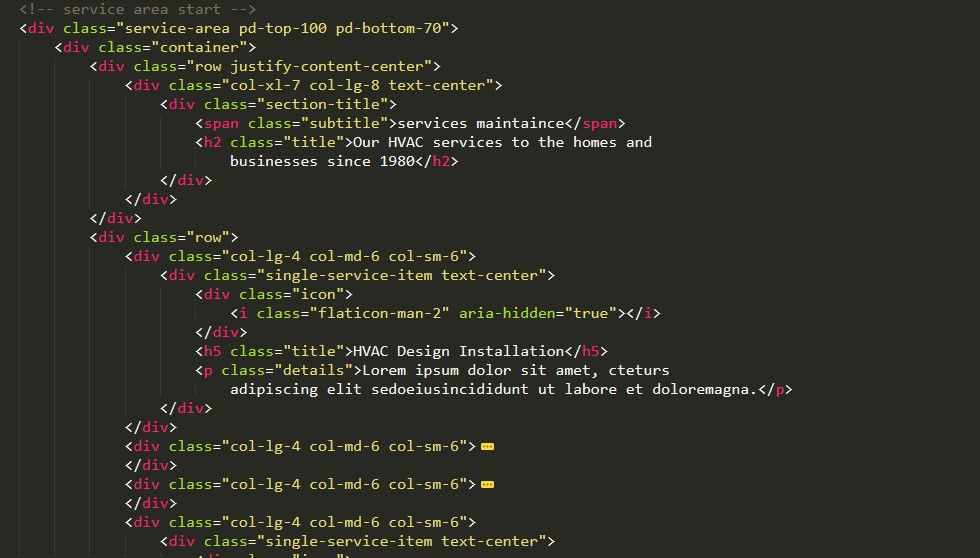 <!-- service area start -->
<div class="service-area pd-top-100 pd-bottom-70">
<div class="container">
<div class="row justify-content-center">
<div class="col-xl-7 col-lg-8 text-center">
<div class="section-title">
<span class="subtitle">services maintaince</span>
<h2 class="title">Our HVAC services to the homes and
businesses since 1980</h2>
</div>
</div>
</div>
<div class="row">
<div class="col-lg-4 col-md-6 col-sm-6">
<div class="single-service-item text-center">
<div class="icon">
<i class="flaticon-man-2" aria-hidden="true"></i>
</div>
<h5 class="title">HVAC Design Installation</h5>
<p class="details">Lorem ipsum dolor sit amet, cteturs
adipiscing elit sedoeiusincididunt ut labore et doloremagna.</p>
</div>
</div>
<div class="col-lg-4 col-md-6 col-sm-6">
</div>
<div class="col-lg-4 col-md-6 col-sm-6">
</div>
<div class="col-lg-4 col-md-6 col-sm-6">
<div class="single-service-item text-center">